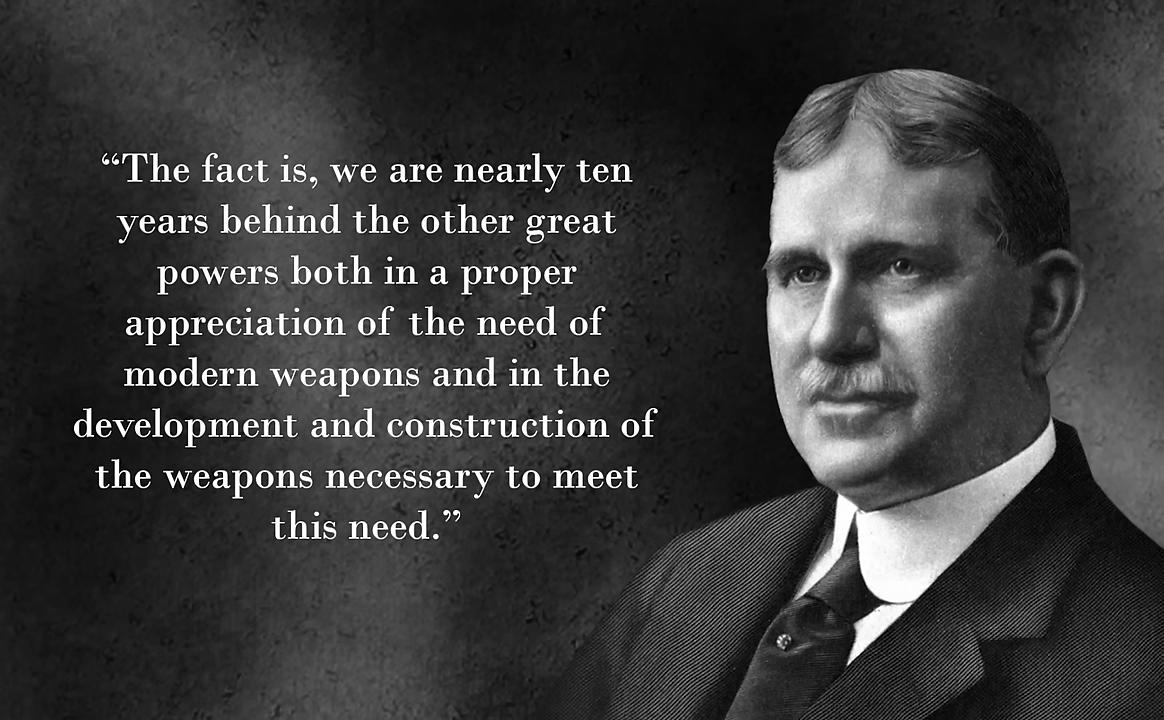 “The fact is, we are nearly ten
years behind the other great
powers both in a proper
appreciation of the need of
modern weapons and in the
development and construction of
the weapons necessary to meet
this need.”